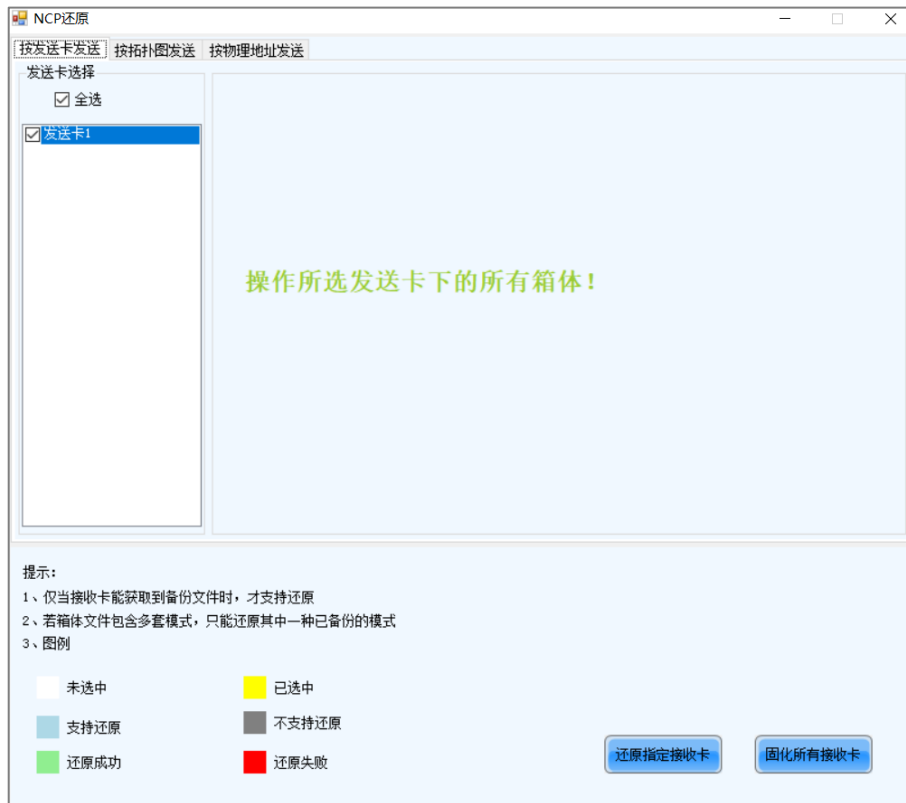 NCP还原
按发送卡发送 按拓扑图发送 按物理地址发送
发送卡选择
全选
发送卡1
操作所选发送卡下的所有箱体!
提示:
1、仅当接收卡能获取到备份文件时，才支持还原
2、若箱体文件包含多套模式，只能还原其中一种已备份的模式
3、图例
未选中 已选中
支持还原 不支持还原
还原成功 还原失败
还原指定接收卡 固化所有接收卡